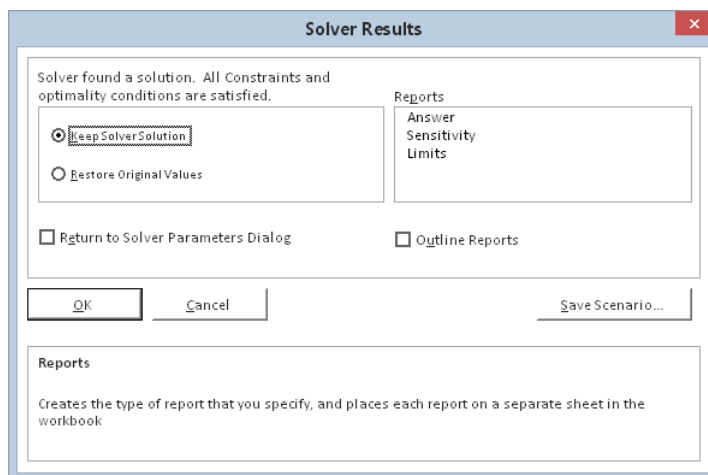 Solver Results
Solver found a solution. All Constraints and
optimality conditions are satisfied.
Keep Solver Solution
Restore Original Values
Reports
Answer
Sensitivity
Limits
Return to Solver Parameters Dialog
Outline Reports
OK
Cancel
Save Scenario...
Reports
Creates the type of report that you specify, and places each report on a separate sheet in the
workbook